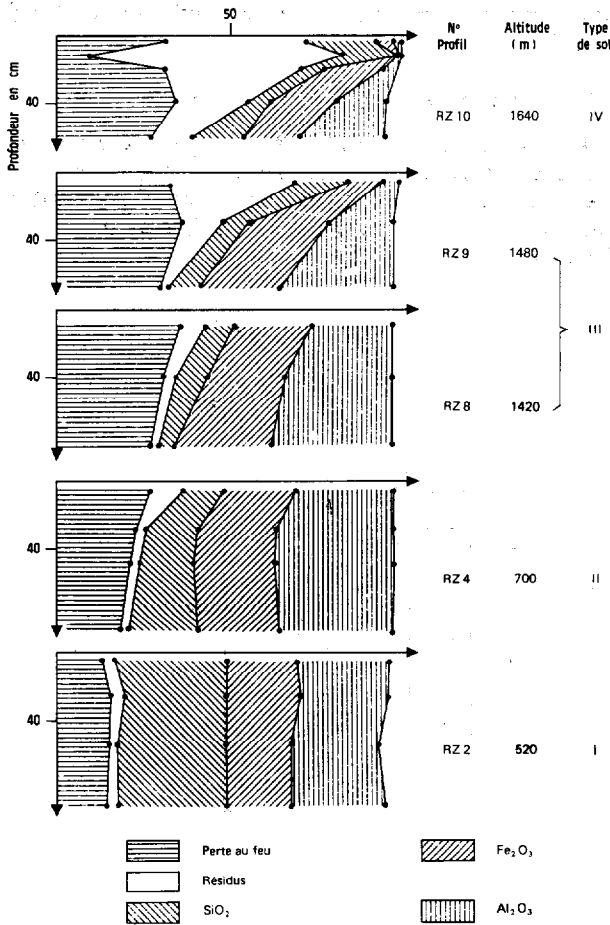 50
N° Profil Altitude (m) Type de sol
Profondeur en cm
40
RZ 10 1640 IV
40
RZ 9 1480
III
40
RZ 8 1420
40
RZ 4 700 II
40
RZ 2 520 I
Perte au feu
Fe₂O₃
Résidus
SiO₂
Al₂O₃